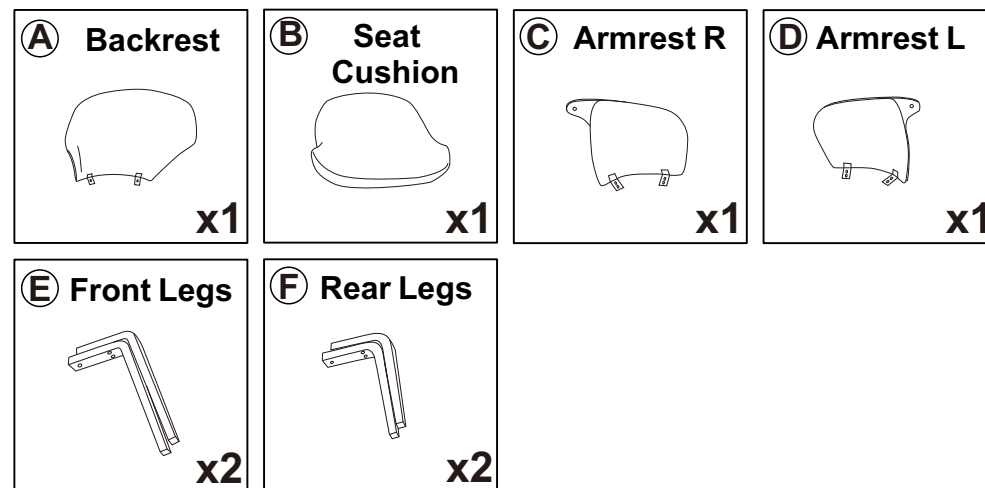 A Backrest
x1
B Seat
Cushion
x1
C Armrest R
x1
D Armrest L
x1
E Front Legs
x2
F Rear Legs
x2